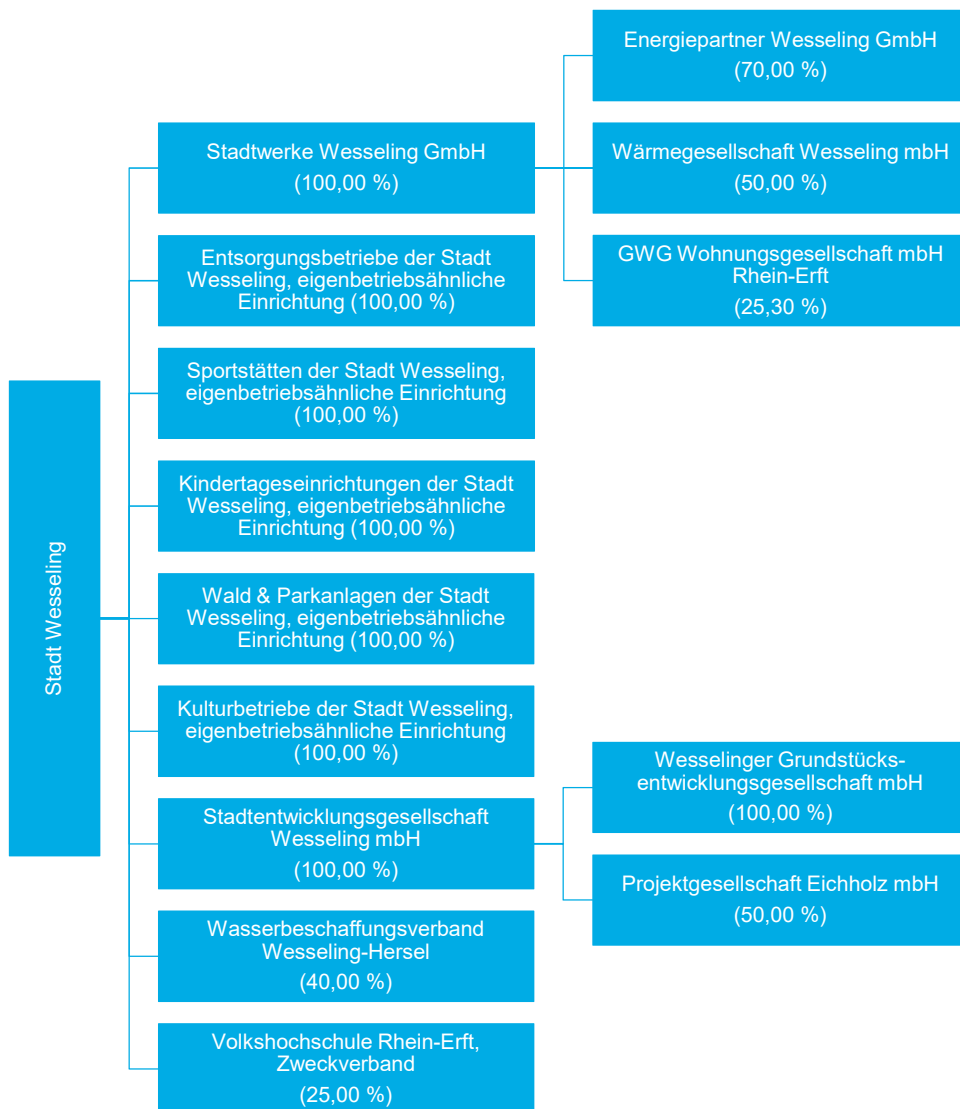 Stadt Wesseling
Stadtwerke Wesseling GmbH
(100,00 %)
Energiepartner Wesseling GmbH
(70,00 %)
Wärmegesellschaft Wesseling mbH
(50,00 %)
GWG Wohnungsgesellschaft mbH
Rhein-Erft
(25,30 %)
Entsorgungsbetriebe der Stadt
Wesseling, eigenbetriebsähnliche
Einrichtung (100,00 %)
Sportstätten der Stadt Wesseling,
eigenbetriebsähnliche Einrichtung
(100,00 %)
Kindertageseinrichtungen der Stadt
Wesseling, eigenbetriebsähnliche
Einrichtung (100,00 %)
Wald & Parkanlagen der Stadt
Wesseling, eigenbetriebsähnliche
Einrichtung (100,00 %)
Kulturbetriebe der Stadt Wesseling,
eigenbetriebsähnliche Einrichtung
(100,00 %)
Stadtentwicklungsgesellschaft
Wesseling mbH
(100,00 %)
Wesselinger Grundstücks-
entwicklungsgesellschaft mbH
(100,00 %)
Projektgesellschaft Eichholz mbH
(50,00 %)
Wasserbeschaffungsverband
Wesseling-Hersel
(40,00 %)
Volkshochschule Rhein-Erft,
Zweckverband
(25,00 %)